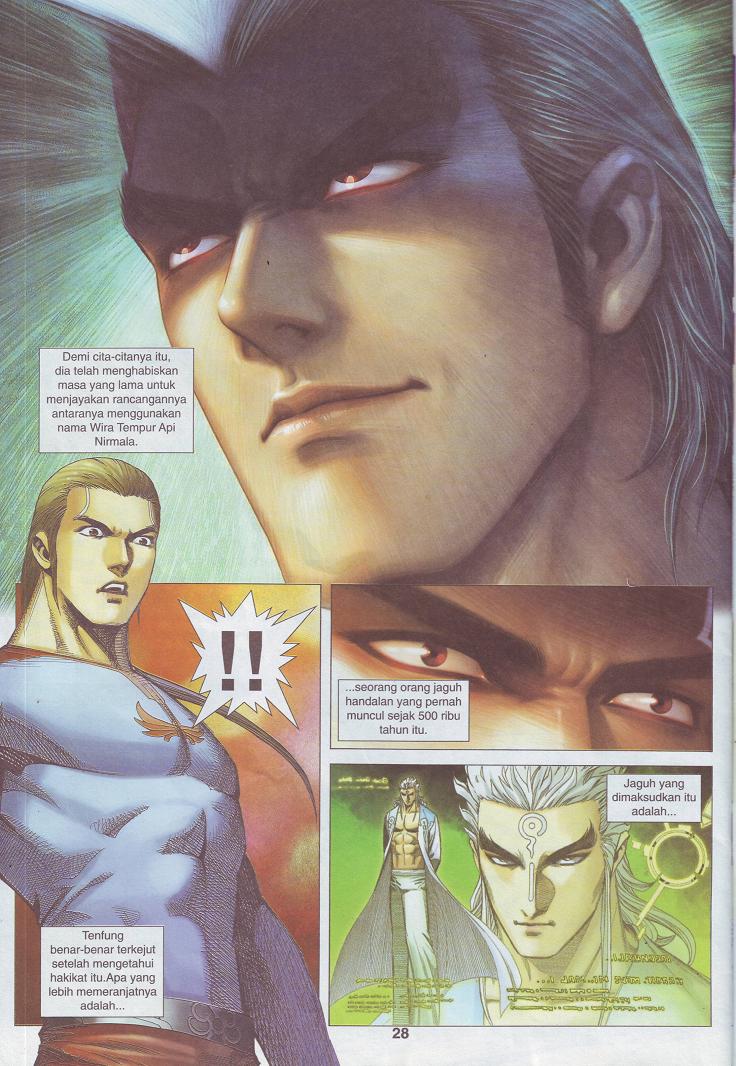 Demi cita-citanya itu,
dia telah menghabiskan
masa yang lama untuk
menjayakan rancangannya
antaranya menggunakan
nama Wira Tempur Api
Nirmala.
!!
...seorang orang jaguh
handalan yang pernah
muncul sejak 500 ribu
tahun itu.
Tenfung
benar-benar terkejut
setelah mengetahui
hakikat itu.Apa yang
lebih memeranjatnya
adalah...
Jaguh yang
dimaksudkan itu
adalah...
28